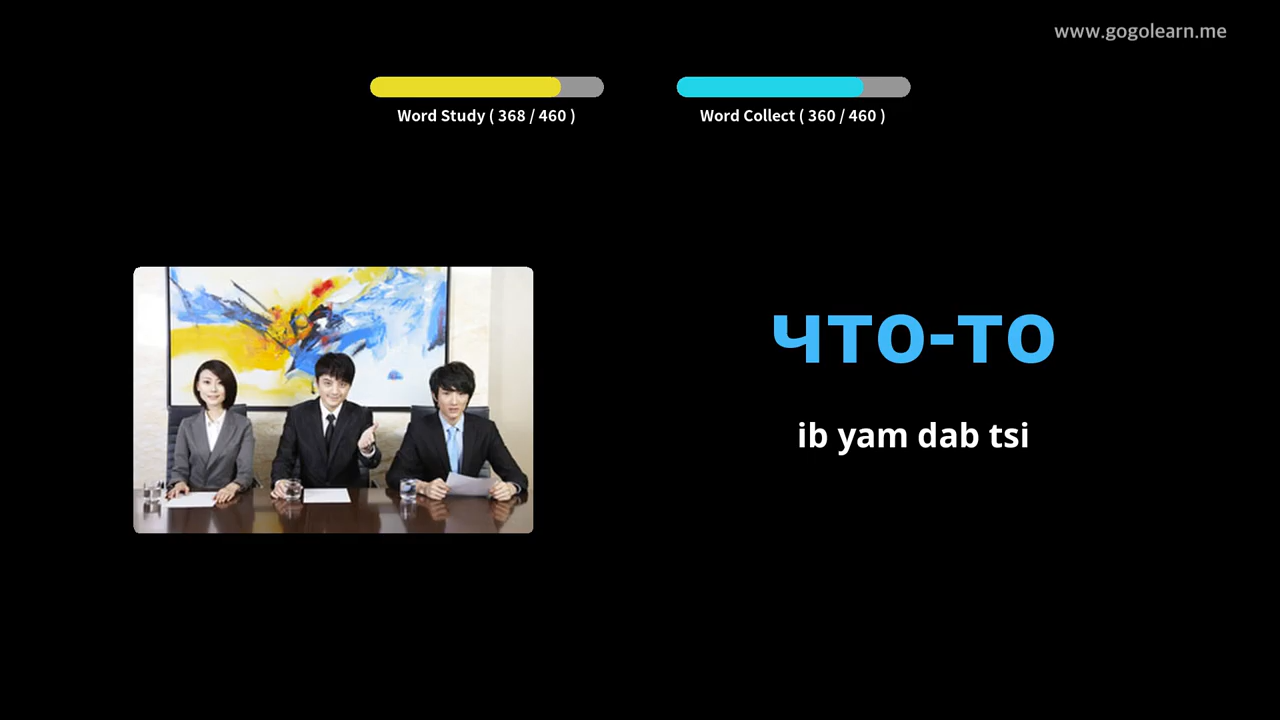 www.gogolearn.me
Word Study ( 368 / 460 )
Word Collect ( 360 / 460 )
что-то
ib yam dab tsi